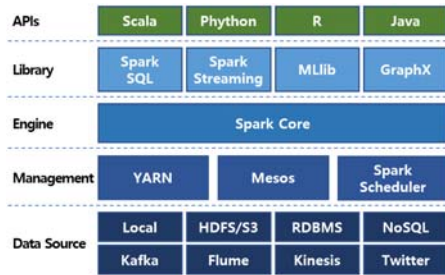 APIs
Scala
Phython
R
Java
Library
Spark
SQL
Spark
Streaming
MLlib
GraphX
Engine
Spark Core
Management
YARN
Mesos
Spark
Scheduler
Data Source
Local
HDFS/S3
RDBMS
NoSQL
Kafka
Flume
Kinesis
Twitter